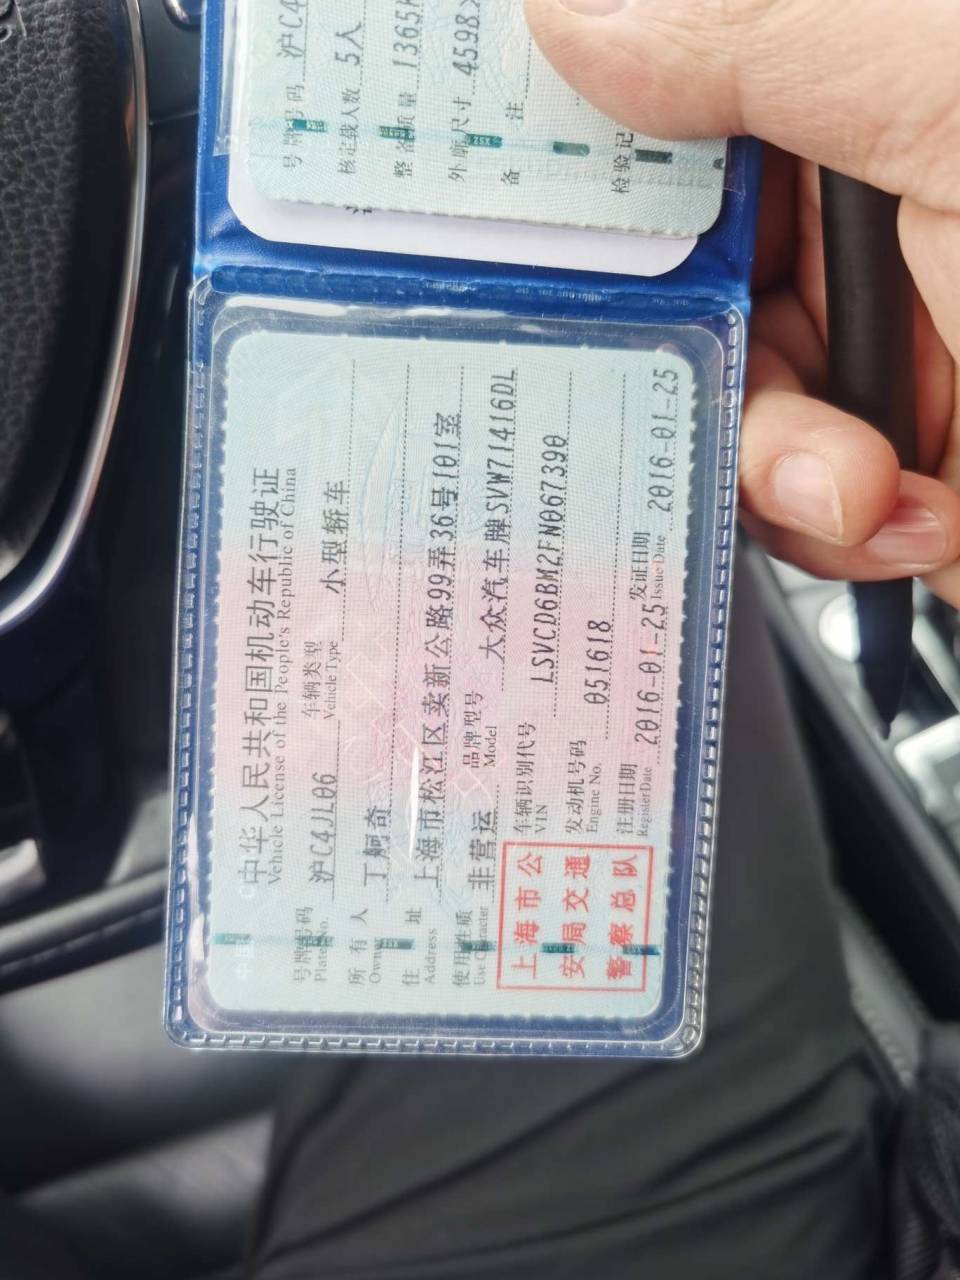 中华人民共和国机动车行驶证
Vehicle License of the People's Republic of China
号牌号码 沪C4JL06 车辆类型 小型轿车
Plate No. Vehicle Type
所有人 丁舸奇
Owner
住址 上海市松江区卖新公路99弄36号101室
Address
使用性质 非营运 品牌型号 大众汽车牌SVW71416DL
Use Character Model
车辆识别代号 LSVCD6BM2FN067390
VIN
发动机号码 051618
Engine No.
注册日期 2016-01-25 发证日期 2016-01-25
Register Date Issue Date
上海市公
安局交通
警察总队
号牌号码 沪C4
核定载人数 5人
整备质量 1365
外廓尺寸 4598X
备注
检验记